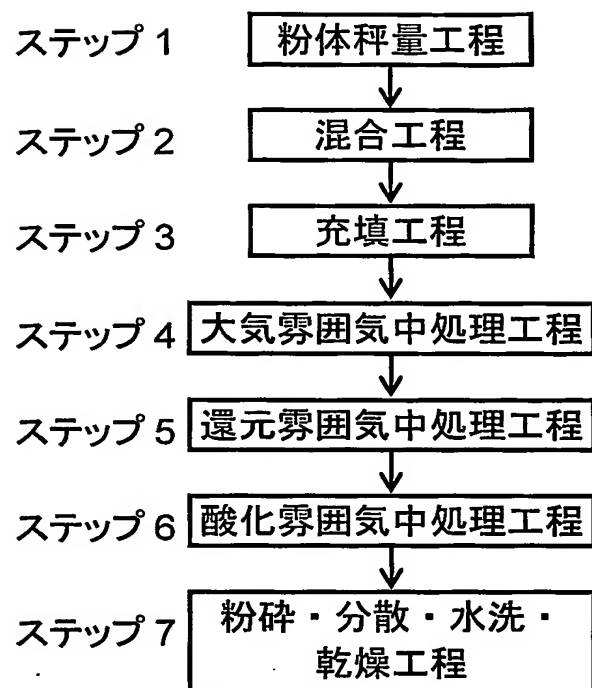 ステップ 1 粉体秤量工程
ステップ 2 混合工程
ステップ 3 充填工程
ステップ 4 大気雰囲気中処理工程
ステップ 5 還元雰囲気中処理工程
ステップ 6 酸化雰囲気中処理工程
ステップ 7 粉砕・分散・水洗・
乾燥工程